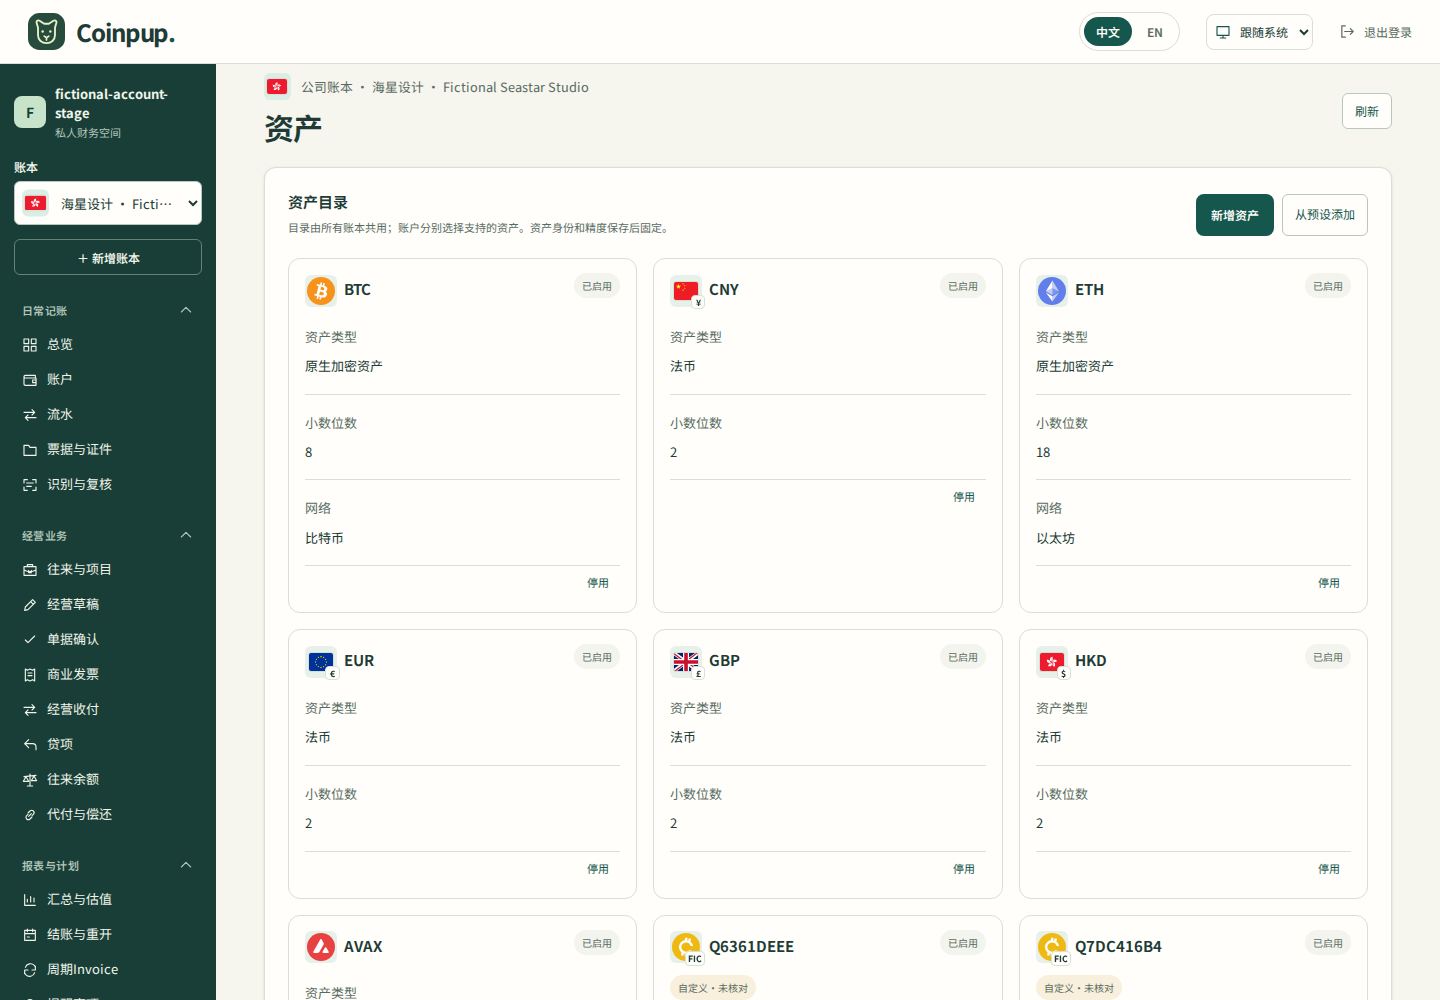 Coinpup.
中文
EN
跟随系统
退出登录
F
fictional-account-
stage
私人财务空间
账本
海星设计 · Ficti···
＋ 新增账本
日常记账
总览
账户
流水
票据与证件
识别与复核
经营业务
往来与项目
经营草稿
单据确认
商业发票
经营收付
贷项
往来余额
代付与偿还
报表与计划
汇总与估值
结账与重开
周期Invoice
公司账本 · 海星设计 · Fictional Seastar Studio
资产
刷新
资产目录
目录由所有账本共用；账户分别选择支持的资产。资产身份和精度保存后固定。
新增资产
从预设添加
BTC
已启用
资产类型
原生加密资产
小数位数
8
网络
比特币
停用
¥
CNY
已启用
资产类型
法币
小数位数
2
停用
ETH
已启用
资产类型
原生加密资产
小数位数
18
网络
以太坊
停用
€
EUR
已启用
资产类型
法币
小数位数
2
停用
£
GBP
已启用
资产类型
法币
小数位数
2
停用
$
HKD
已启用
资产类型
法币
小数位数
2
停用
AVAX
已启用
资产类型
FIC
Q6361DEEE
已启用
自定义 · 未核对
FIC
Q7DC416B4
已启用
自定义 · 未核对